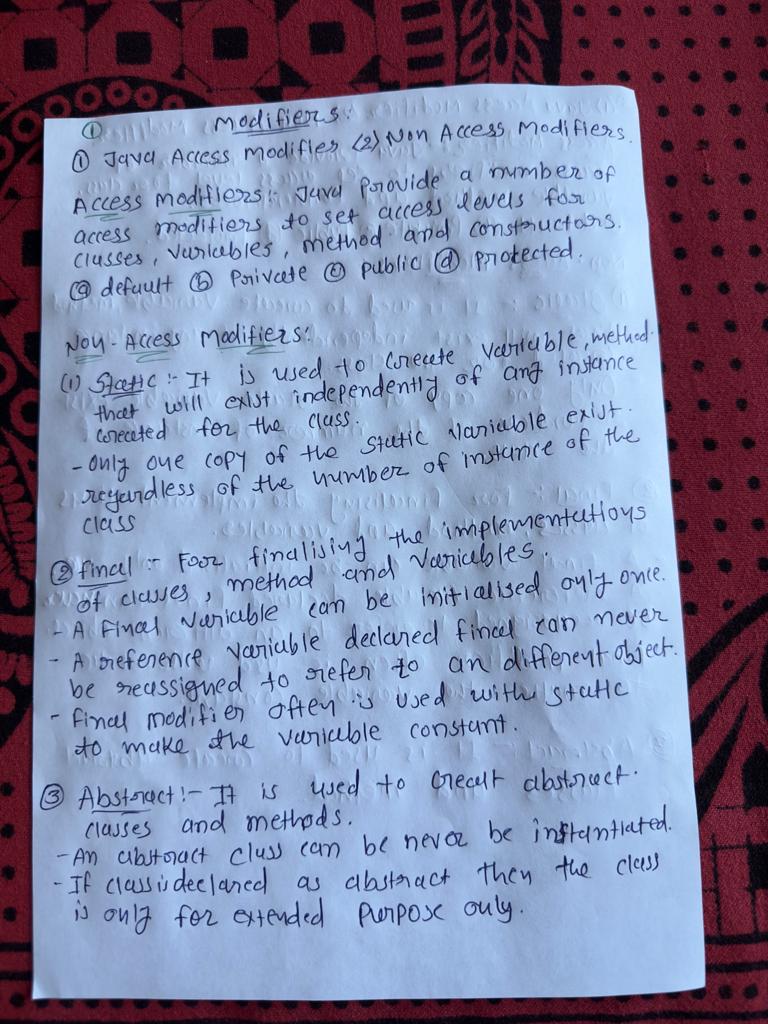 ①
Modifiers:
① Java Access Modifier (2) Non Access Modifiers.
Access Modifiers:- Java Provide a number of
access modifiers to set access levels for
classes, variables, method and constructors.
ⓐ default ⓑ Private ⓒ public ⓓ protected.
Non-Access Modifiers:
(1) Static :- It is used to create variable, method
that will exist independently of any instance
created for the class.
- Only one copy of the static variable exist.
regardless of the number of instance of the
class
② final :- For finalising the implementations
of classes, method and variables.
- A Final variable can be initialised only once.
- A reference variable declared final can never
be reassigned to refer to an different object.
- final modifier often is used with static
to make the variable constant.
③ Abstract:- It is used to create abstract.
classes and methods.
- An abstract class can be never be instantiated.
- If class is declared as abstract then the class
is only for extended purpose only.